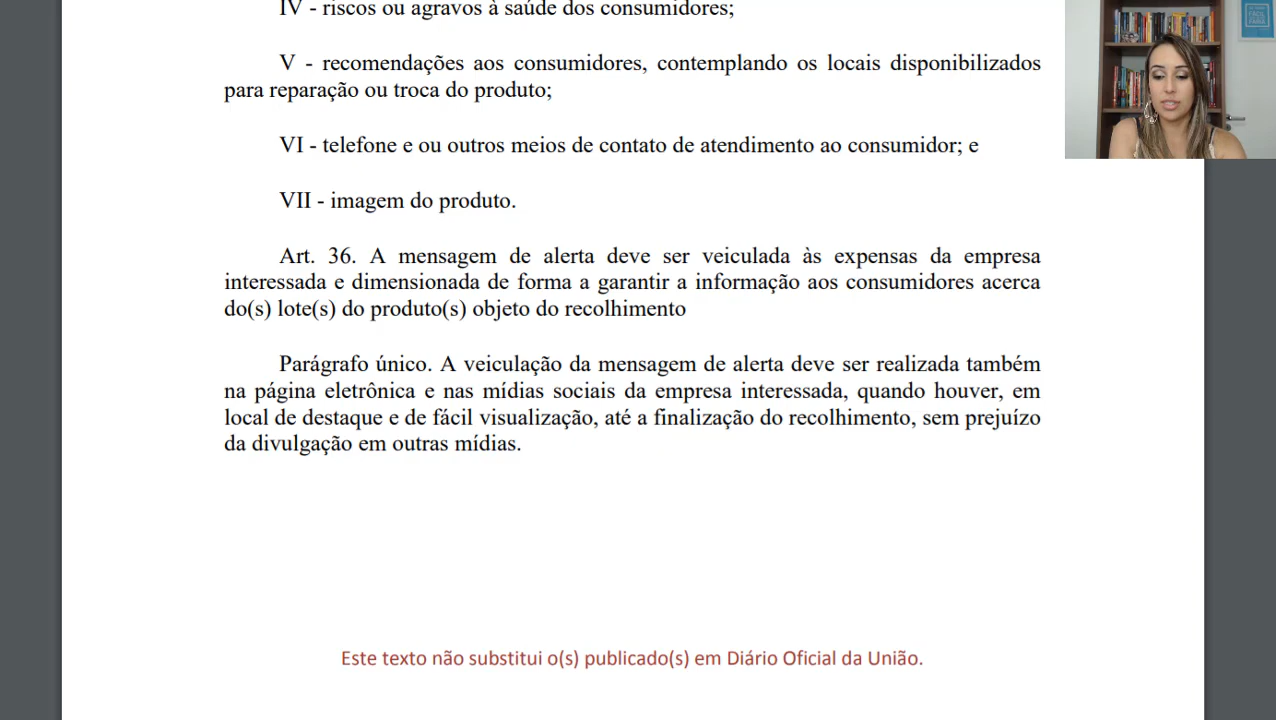 IV - riscos ou agravos à saúde dos consumidores;
V - recomendações aos consumidores, contemplando os locais disponibilizados
para reparação ou troca do produto;
VI - telefone e ou outros meios de contato de atendimento ao consumidor; e
VII - imagem do produto.
Art. 36. A mensagem de alerta deve ser veiculada às expensas da empresa
interessada e dimensionada de forma a garantir a informação aos consumidores acerca
do(s) lote(s) do produto(s) objeto do recolhimento
Parágrafo único. A veiculação da mensagem de alerta deve ser realizada também
na página eletrônica e nas mídias sociais da empresa interessada, quando houver, em
local de destaque e de fácil visualização, até a finalização do recolhimento, sem prejuízo
da divulgação em outras mídias.
Este texto não substitui o(s) publicado(s) em Diário Oficial da União.